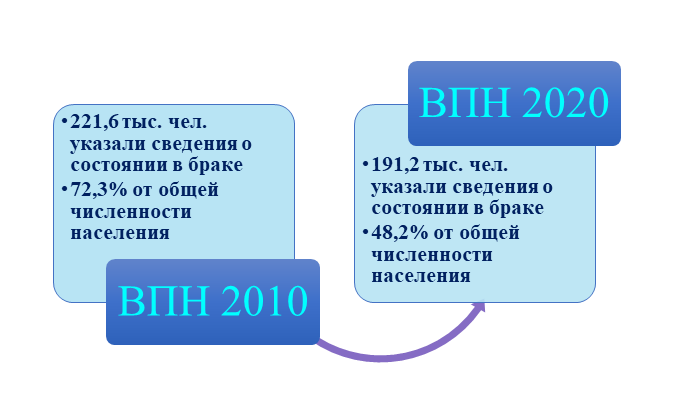 •221,6 тыс. чел.
указали сведения о
состоянии в браке
•72,3% от общей
численности
населения
ВПН 2010
ВПН 2020
•191,2 тыс. чел.
указали сведения о
состоянии в браке
•48,2% от общей
численности
населения